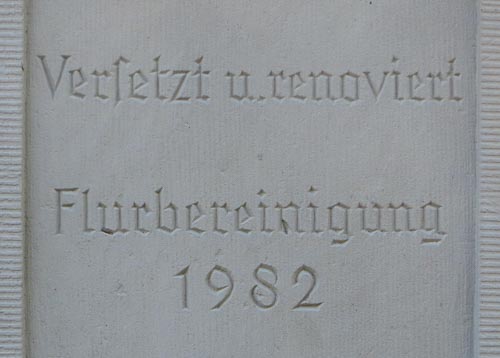 Verſetzt u. renoviert
Flurbereinigung
1982